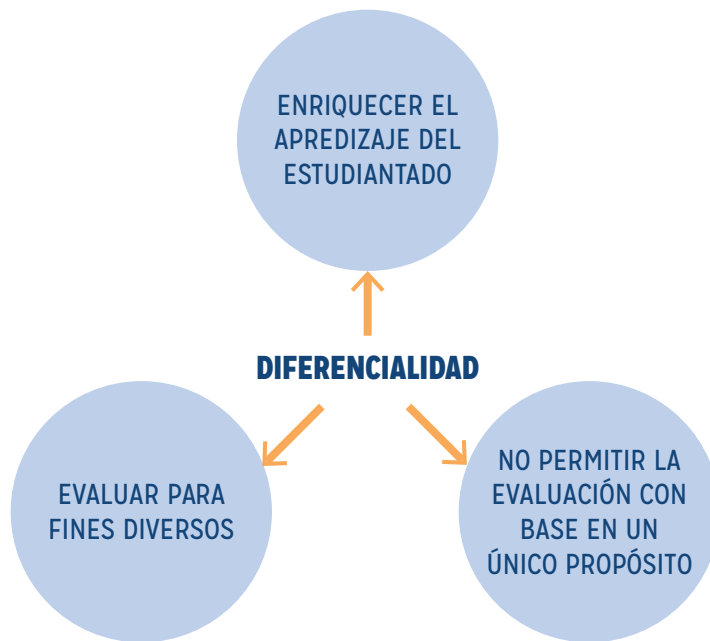 ENRIQUECER EL
APREDIZAJE DEL
ESTUDIANTADO
DIFERENCIALIDAD
EVALUAR PARA
FINES DIVERSOS
NO PERMITIR LA
EVALUACIÓN CON
BASE EN UN
ÚNICO PROPÓSITO